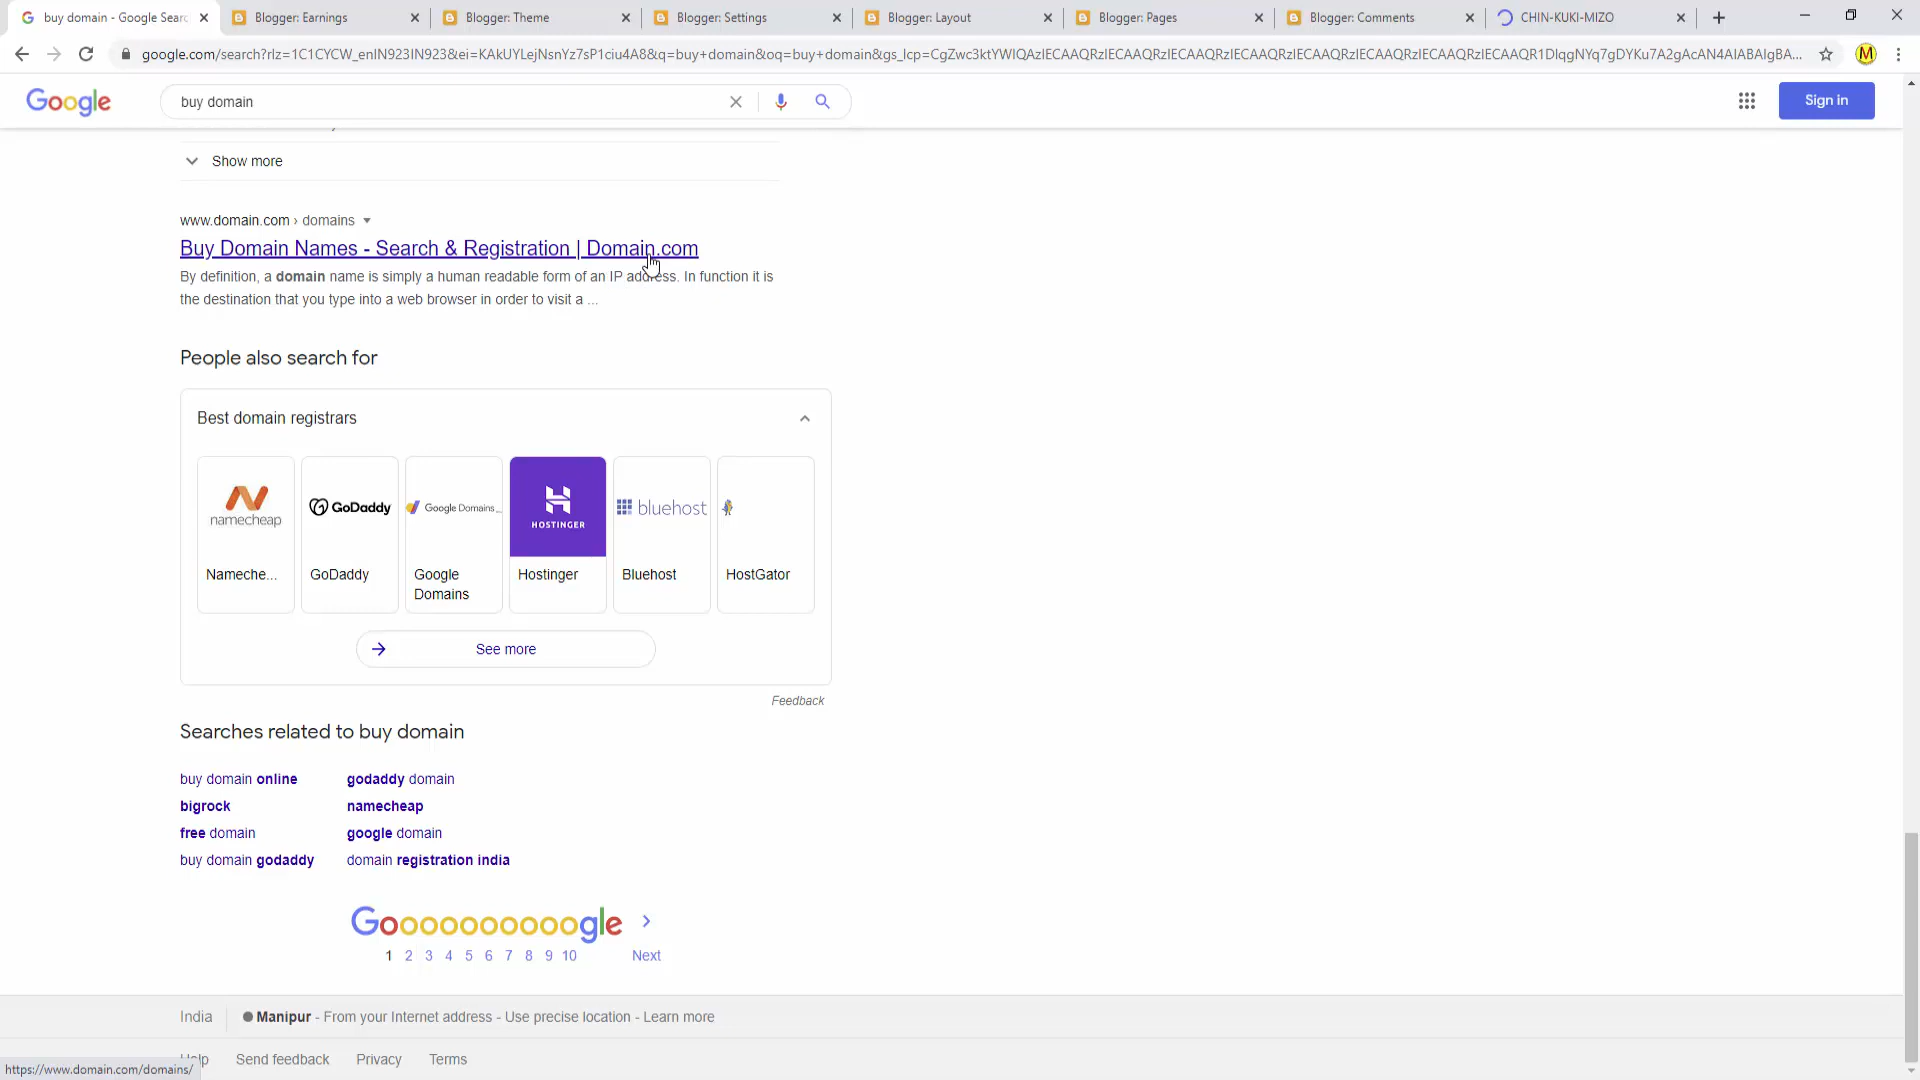 buy domain - Google Searc
Blogger: Earnings
Blogger: Theme
Blogger: Settings
Blogger: Layout
Blogger: Pages
Blogger: Comments
CHIN-KUKI-MIZO
google.com/search?rlz=1C1CYCW_enIN923IN923&ei=KAkUYLejNsnYz7sP1ciu4A8&q=buy+domain&oq=buy+domain&gs_lcp=CgZwc3ktYWIQAzIECAAQRzIECAAQRzIECAAQRzIECAAQRzIECAAQRzIECAAQRzIECAAQRzIECAAQR1DlqgNYq7gDYKu7A2gAcAN4AIABAIgBA...
M
Google
buy domain
Sign in
Show more
www.domain.com › domains
Buy Domain Names - Search & Registration | Domain.com
By definition, a domain name is simply a human readable form of an IP address. In function it is
the destination that you type into a web browser in order to visit a ...
People also search for
Best domain registrars
namecheap
GoDaddy
Google Domains...
HOSTINGER
bluehost
Nameche...
GoDaddy
Google
Domains
Hostinger
Bluehost
HostGator
See more
Feedback
Searches related to buy domain
buy domain online
godaddy domain
bigrock
namecheap
free domain
google domain
buy domain godaddy
domain registration india
Goooooooooogle
1 2 3 4 5 6 7 8 9 10 Next
India
Manipur - From your Internet address - Use precise location - Learn more
Help
Send feedback
Privacy
Terms
https://www.domain.com/domains/